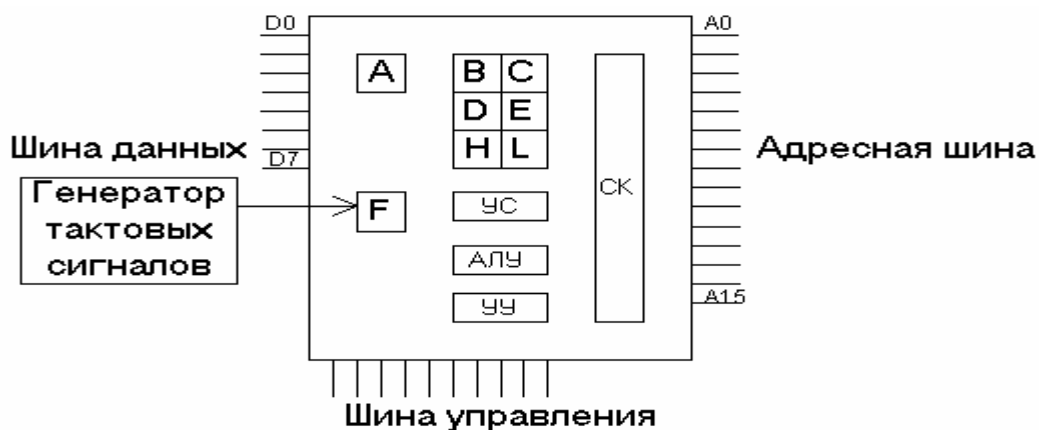 D0
A0
A
B C
D E
H L
Шина данных
D7
Адресная шина
Генератор
тактовых
сигналов
F
УС
СК
АЛУ
УУ
A15
Шина управления